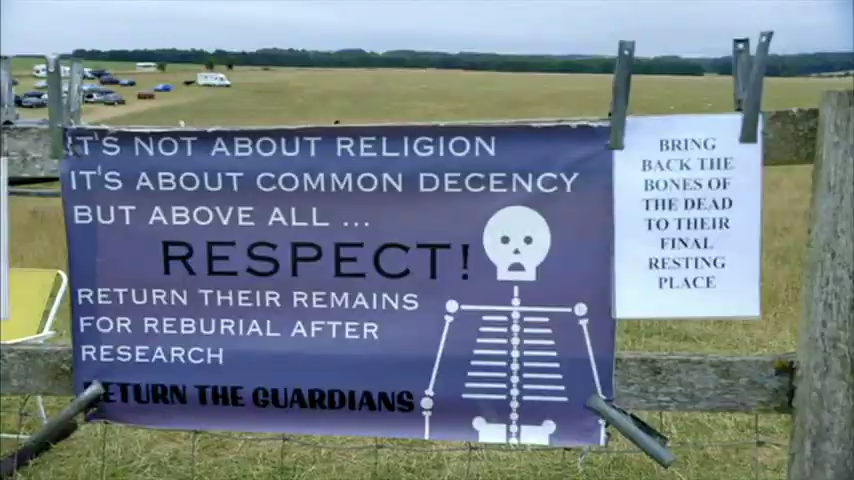 IT'S NOT ABOUT RELIGION
IT'S ABOUT COMMON DECENCY
BUT ABOVE ALL ...
RESPECT!
RETURN THEIR REMAINS
FOR REBURIAL AFTER
RESEARCH
RETURN THE GUARDIANS
BRING
BACK THE
BONES OF
THE DEAD
TO THEIR
FINAL
RESTING
PLACE